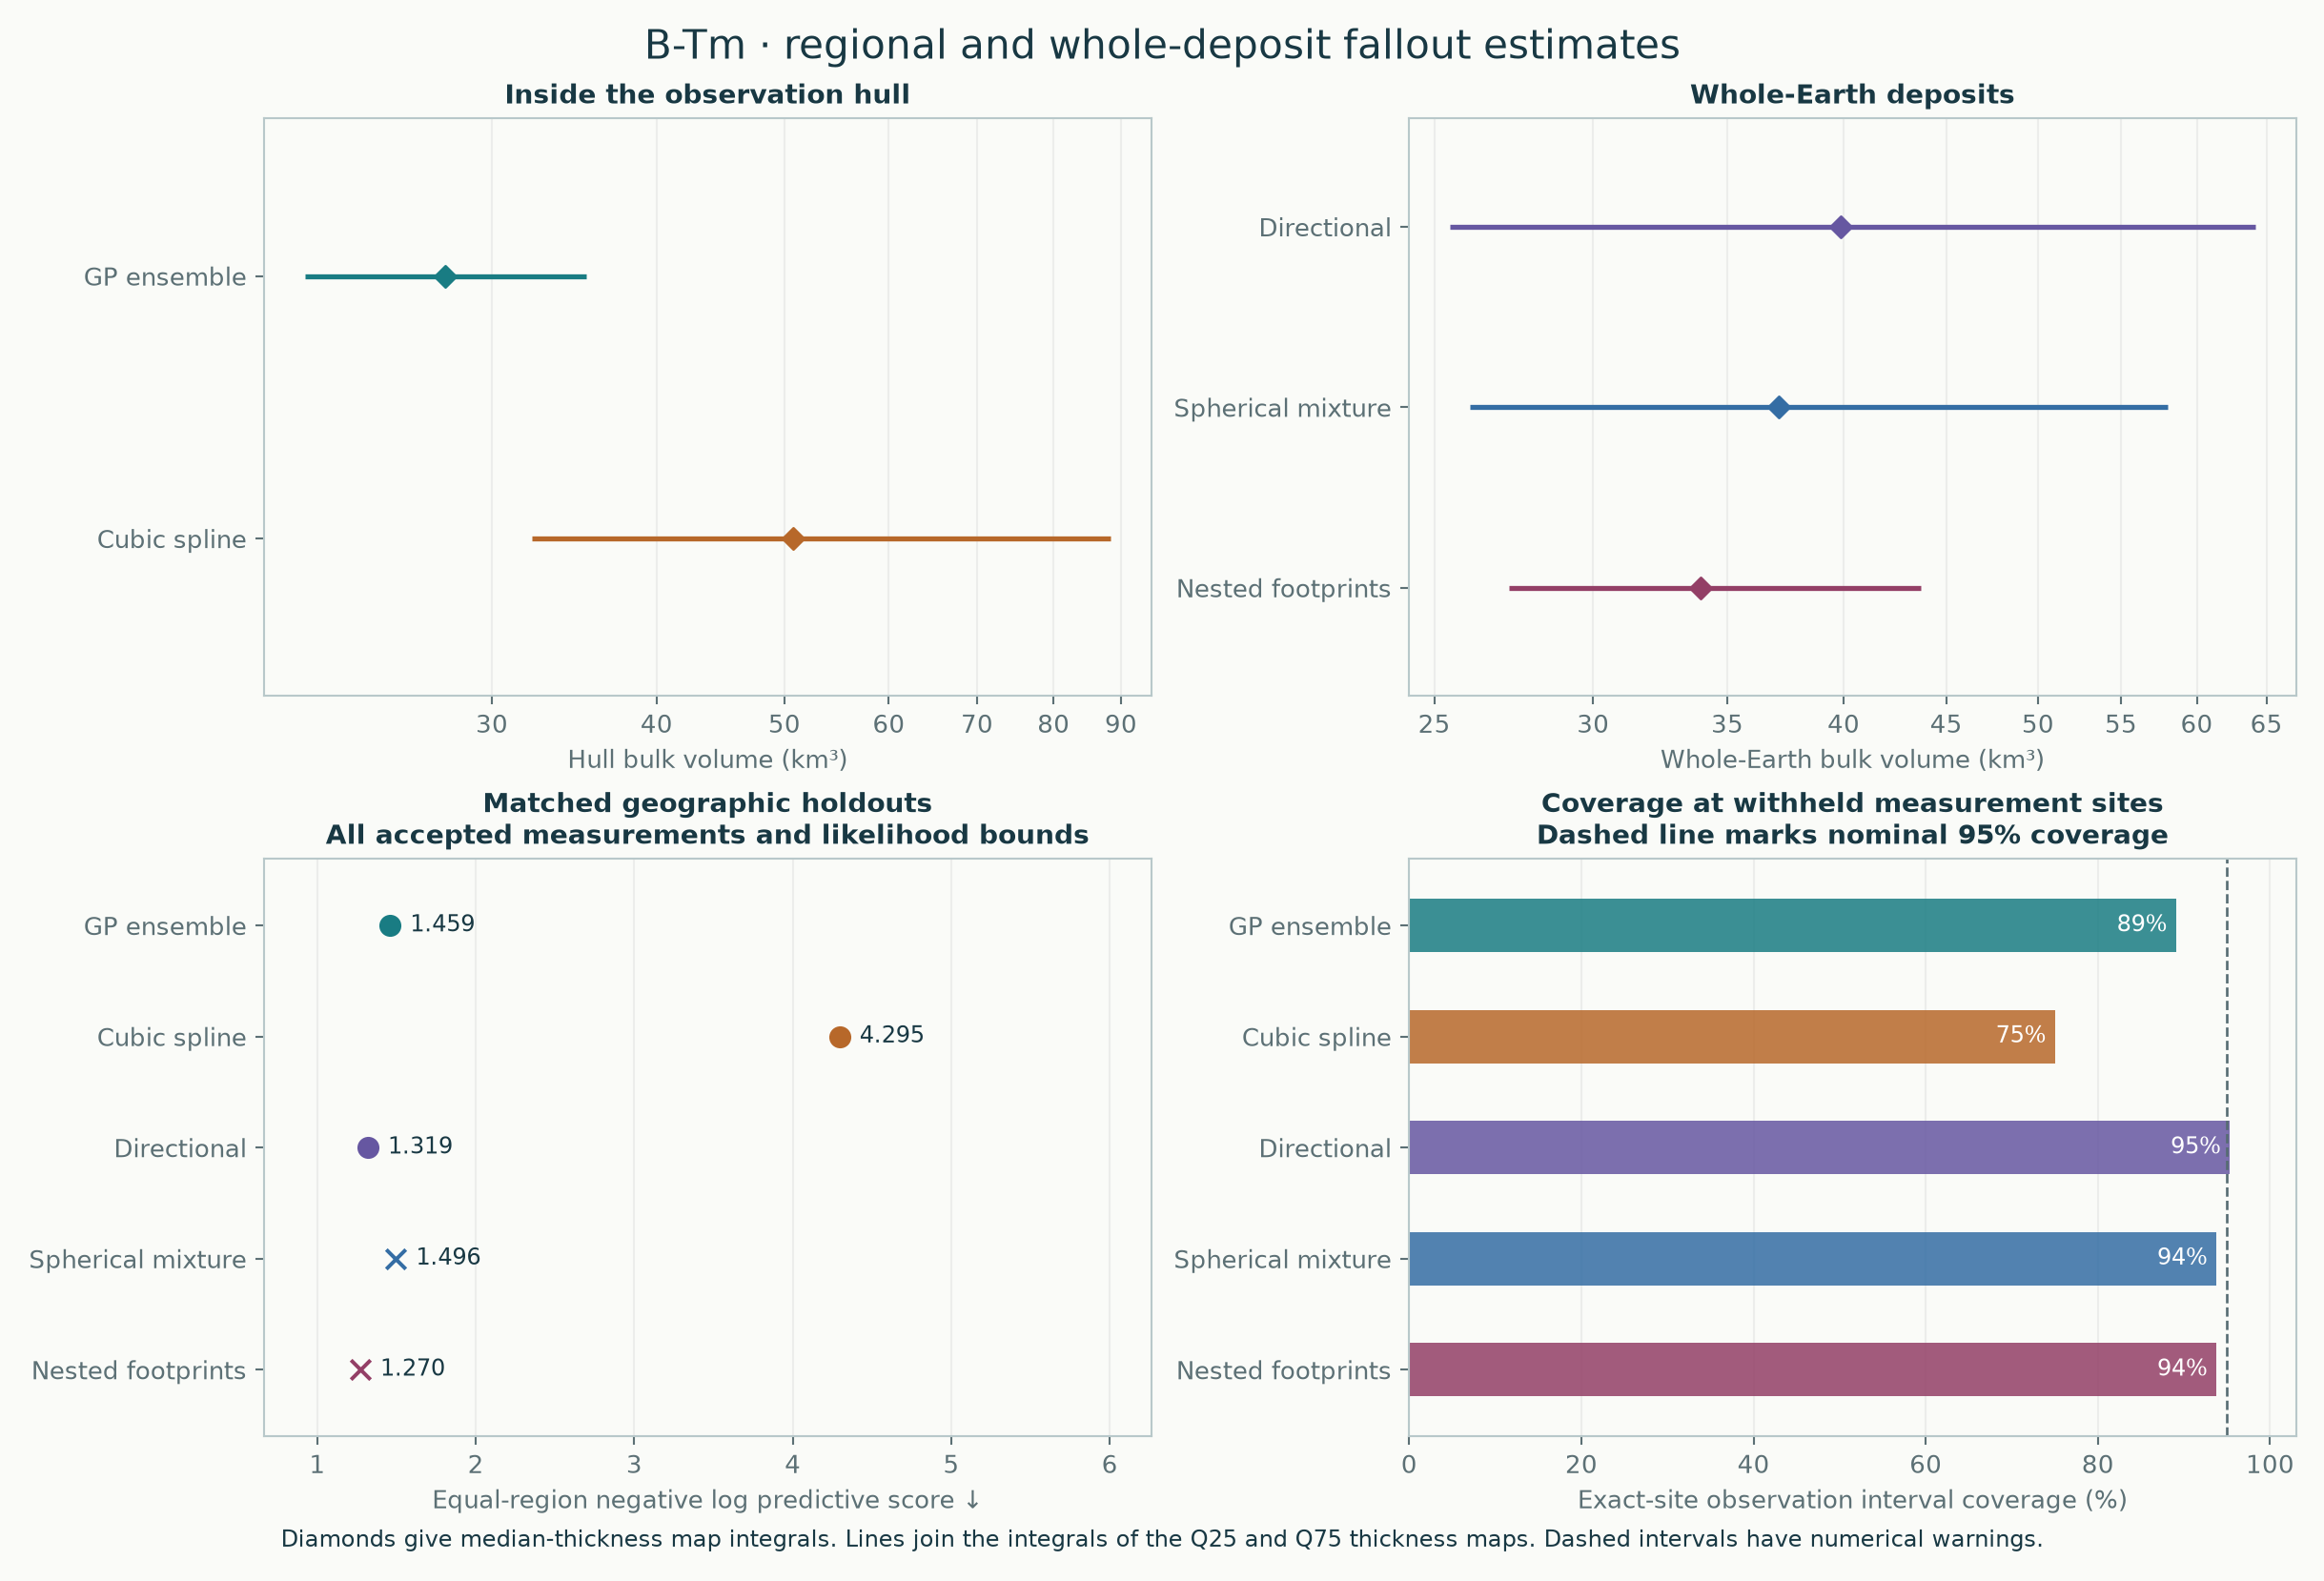 B-Tm · regional and whole-deposit fallout estimates
Inside the observation hull
GP ensemble
Cubic spline
30 40 50 60 70 80 90
Hull bulk volume (km³)
Whole-Earth deposits
Directional
Spherical mixture
Nested footprints
25 30 35 40 45 50 55 60 65
Whole-Earth bulk volume (km³)
Matched geographic holdouts
All accepted measurements and likelihood bounds
GP ensemble 1.459
Cubic spline 4.295
Directional 1.319
Spherical mixture 1.496
Nested footprints 1.270
1 2 3 4 5 6
Equal-region negative log predictive score ↓
Coverage at withheld measurement sites
Dashed line marks nominal 95% coverage
GP ensemble 89%
Cubic spline 75%
Directional 95%
Spherical mixture 94%
Nested footprints 94%
0 20 40 60 80 100
Exact-site observation interval coverage (%)
Diamonds give median-thickness map integrals. Lines join the integrals of the Q25 and Q75 thickness maps. Dashed intervals have numerical warnings.